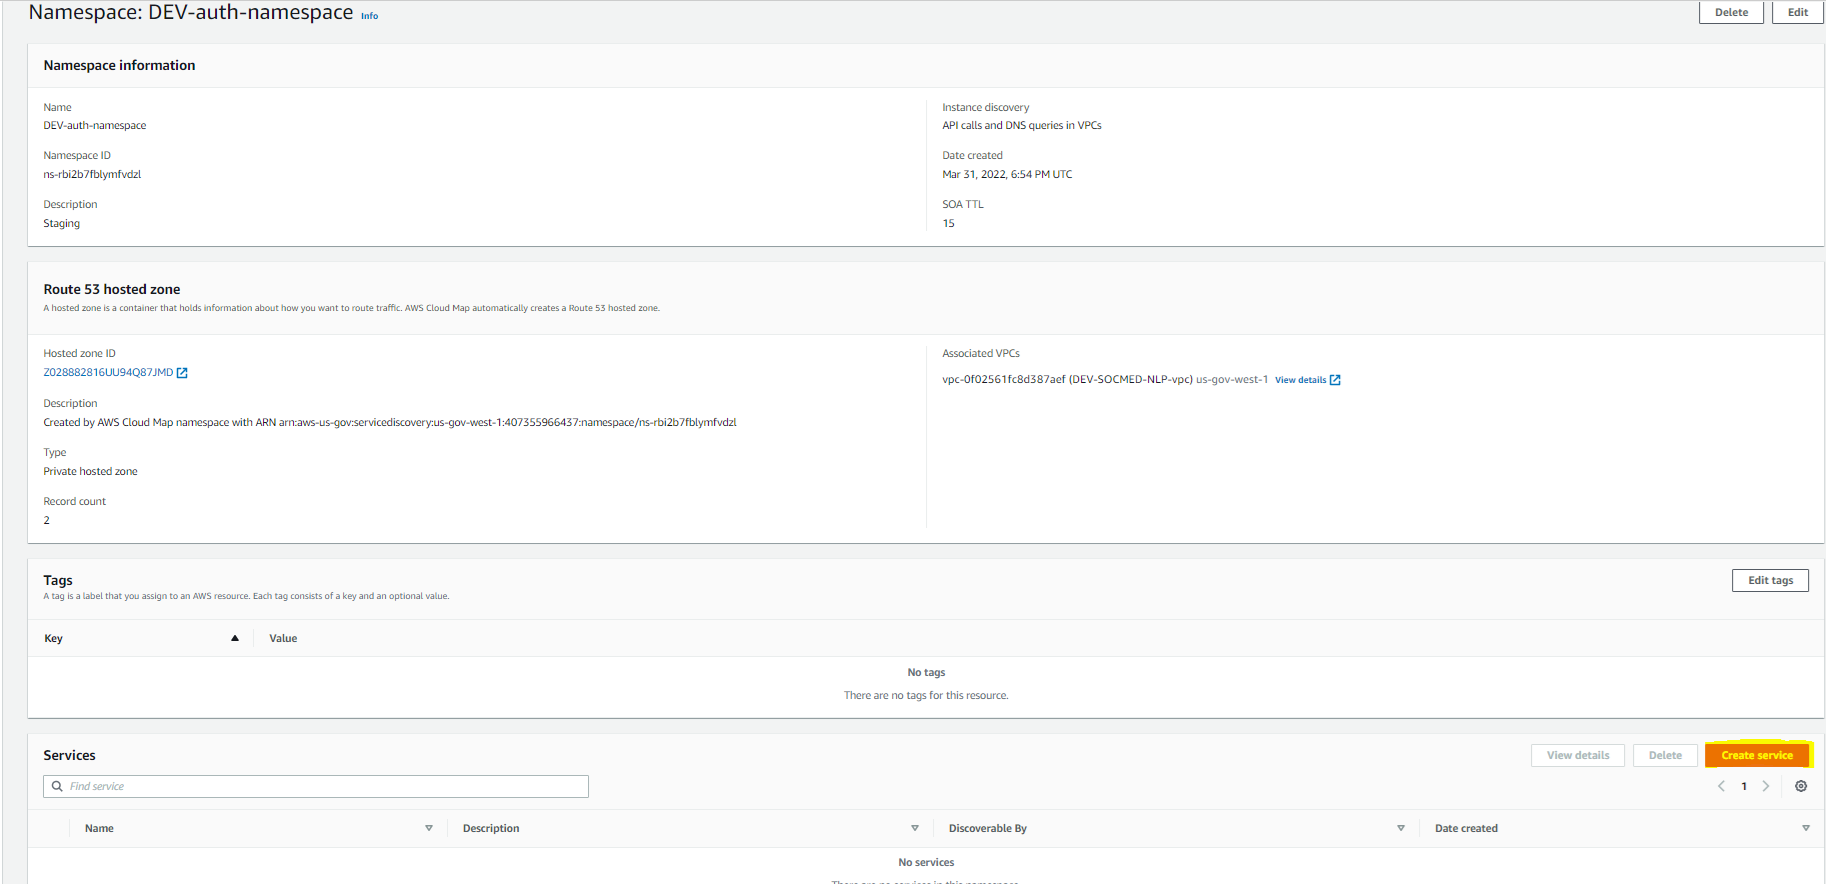 Namespace: DEV-auth-namespace Info
Delete
Edit
Namespace information
Name
DEV-auth-namespace
Namespace ID
ns-rbi2b7fblymfvdzl
Description
Staging
Instance discovery
API calls and DNS queries in VPCs
Date created
Mar 31, 2022, 6:54 PM UTC
SOA TTL
15
Route 53 hosted zone
A hosted zone is a container that holds information about how you want to route traffic. AWS Cloud Map automatically creates a Route 53 hosted zone.
Hosted zone ID
Z028882816UU94Q87JMD
Description
Created by AWS Cloud Map namespace with ARN arn:aws-us-gov:servicediscovery:us-gov-west-1:407355966437:namespace/ns-rbi2b7fblymfvdzl
Type
Private hosted zone
Record count
2
Associated VPCs
vpc-0f02561fc8d387aef (DEV-SOCMED-NLP-vpc) us-gov-west-1 View details
Tags
A tag is a label that you assign to an AWS resource. Each tag consists of a key and an optional value.
Edit tags
Key
Value
No tags
There are no tags for this resource.
Services
View details
Delete
Create service
Find service
1
Name
Description
Discoverable By
Date created
No services
There are no services in this namespace.